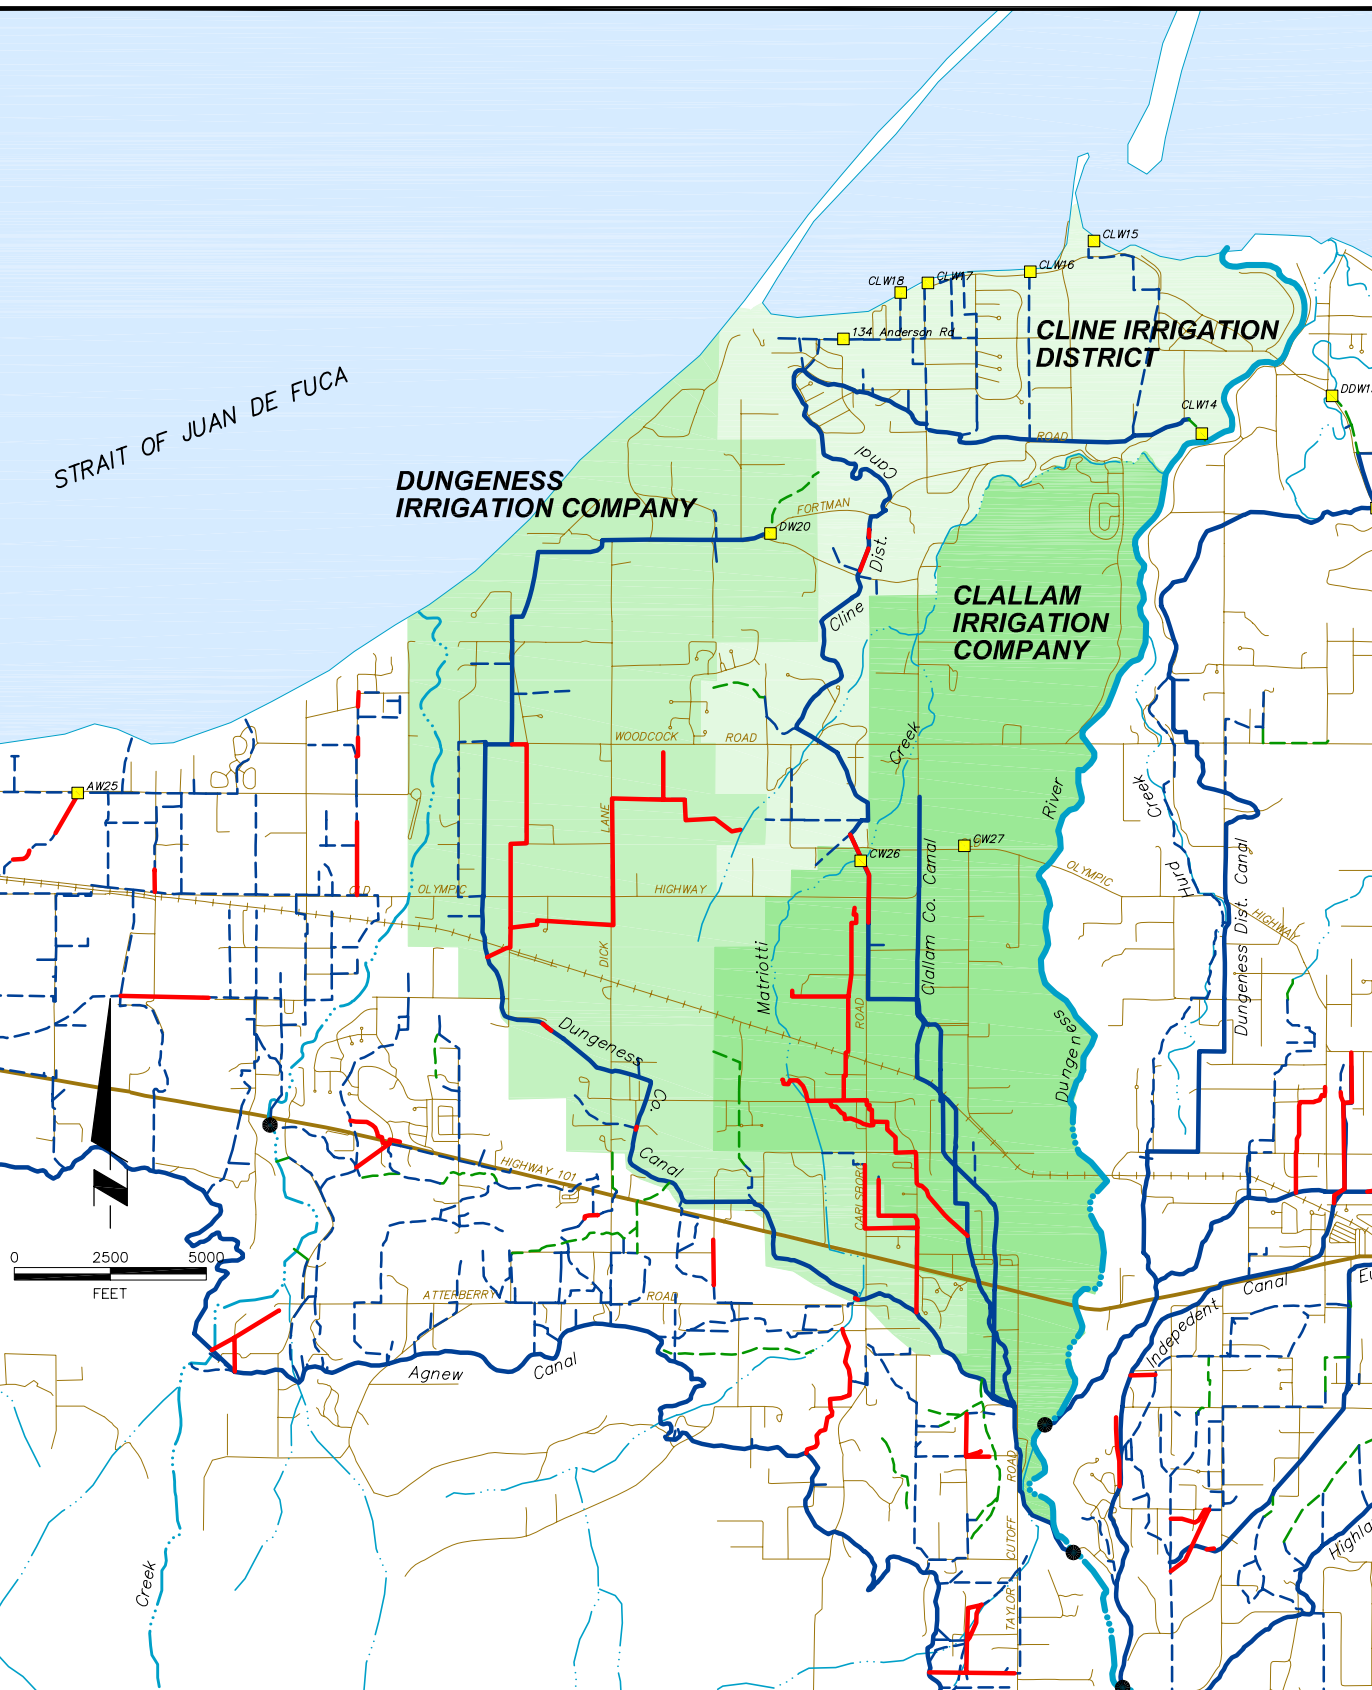 CLW15
CLW16
CLW17
CLW18
134 Anderson Rd
CLINE IRRIGATION
DISTRICT
STRAIT OF JUAN DE FUCA
CLW14
ROAD
Canal
DUNGENESS
IRRIGATION COMPANY
FORTMAN
DW20
Dist.
Cline
CLALLAM
IRRIGATION
COMPANY
WOODCOCK ROAD
Creek
River
Creek
AW25
LANE
CW26
CW27
Clallam Co. Canal
OLYMPIC
HIGHWAY
Hurd
Dungeness Dist. Canal
OLD OLYMPIC HIGHWAY
DICK
Matriotti
ROAD
Dungeness
Dungeness
Co.
Canal
HIGHWAY 101
CARLSBORG
N
0 2500 5000
FEET
ATTERBERRY ROAD
Canal
Indepedent
Agnew Canal
ROAD
CUTOFF
TAYLOR
Creek